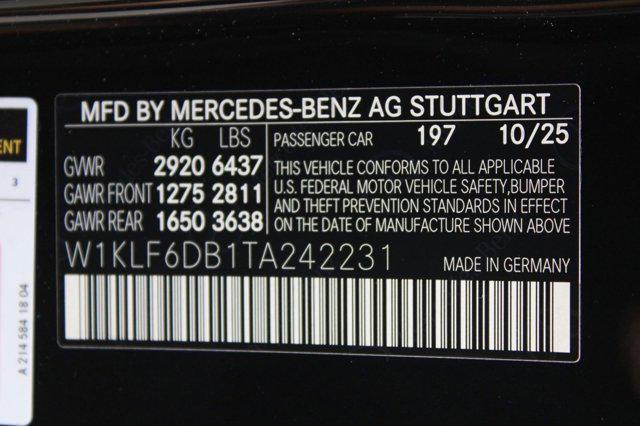 MFD BY MERCEDES-BENZ AG STUTTGART
KG LBS
GVWR 2920 6437
GAWR FRONT 1275 2811
GAWR REAR 1650 3638
PASSENGER CAR 197 10/25
THIS VEHICLE CONFORMS TO ALL APPLICABLE
U.S. FEDERAL MOTOR VEHICLE SAFETY,BUMPER
AND THEFT PREVENTION STANDARDS IN EFFECT
ON THE DATE OF MANUFACTURE SHOWN ABOVE
W1KLF6DB1TA242231
MADE IN GERMANY
3
A 214 584 18 04